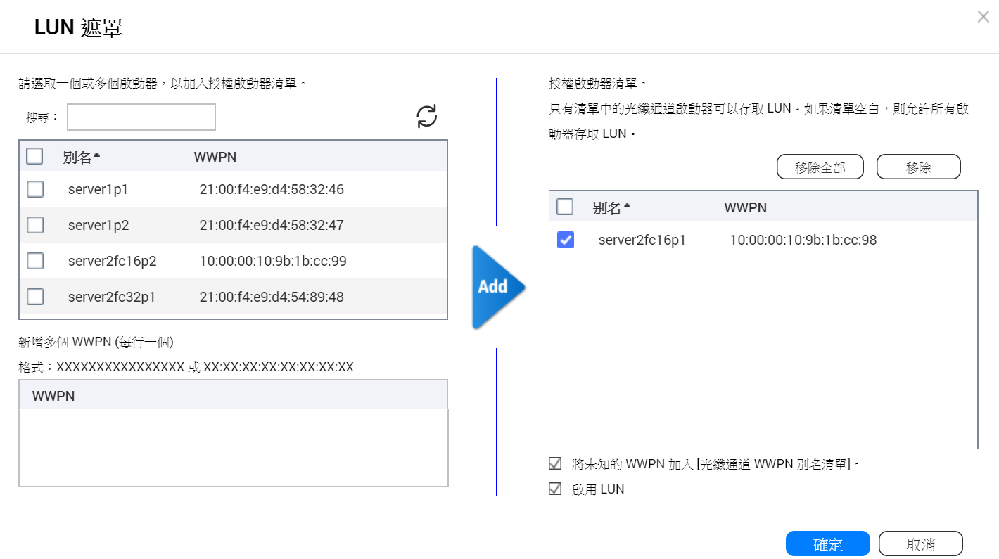 LUN 遮罩
請選取一個或多個啟動器，以加入授權啟動器清單。
搜尋：
別名 WWPN
server1p1 21:00:f4:e9:d4:58:32:46
server1p2 21:00:f4:e9:d4:58:32:47
server2fc16p2 10:00:00:10:9b:1b:cc:99
server2fc32p1 21:00:f4:e9:d4:54:89:48
新增多個 WWPN (每行一個)
格式：XXXXXXXXXXXXXXXX 或 XX:XX:XX:XX:XX:XX:XX:XX
WWPN
Add
授權啟動器清單。
只有清單中的光纖通道啟動器可以存取 LUN。如果清單空白，則允許所有啟
動器存取 LUN。
移除全部 移除
別名 WWPN
server2fc16p1 10:00:00:10:9b:1b:cc:98
將未知的 WWPN 加入 [光纖通道 WWPN 別名清單]。
啟用 LUN
確定 取消